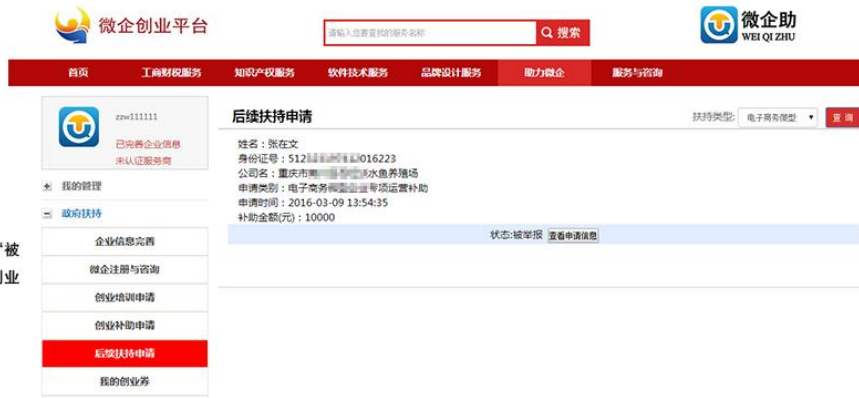 微企创业平台
请输入您要查找的服务名称
搜索
微企助
WEI QI ZHU
首页 工商财税服务 知识产权服务 软件技术服务 品牌设计服务 助力微企 服务与咨询
zzw111111
已完善企业信息
未认证服务商
后续扶持申请
扶持类型: 电子商务微型 查询
姓名：张在文
身份证号：512 016223
公司名：重庆市 水鱼养殖场
申请类别：电子商务 专项运营补助
申请时间：2016-03-09 13:54:35
补助金额(元)：10000
状态:被举报 查看申请信息
我的管理
政府扶持
企业信息完善
微企注册与咨询
创业培训申请
创业补助申请
后续扶持申请
我的创业券
"被
创业